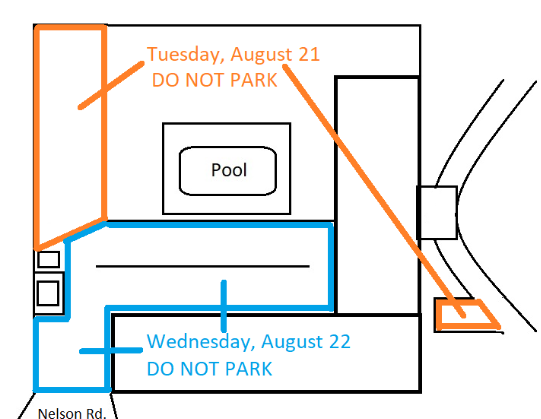 Tuesday, August 21
DO NOT PARK
Pool
Wednesday, August 22
DO NOT PARK
Nelson Rd.